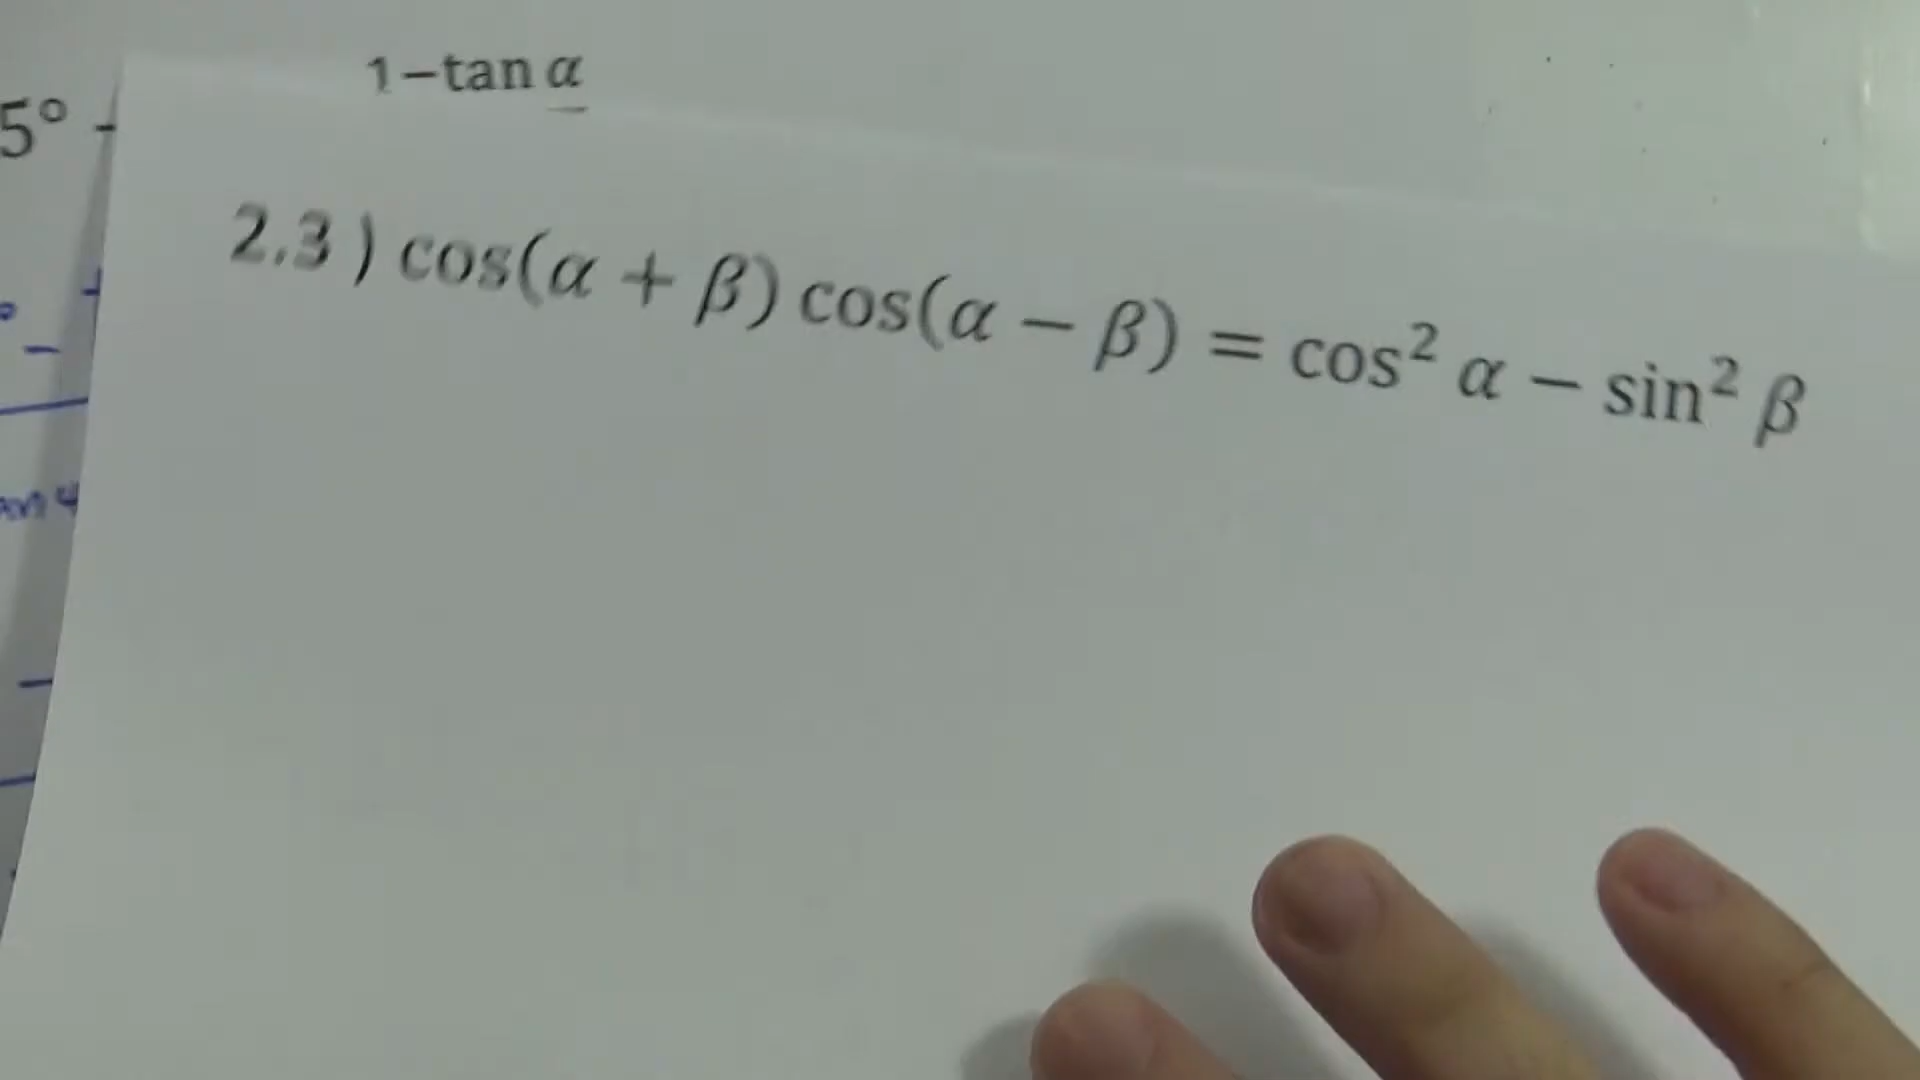 1−tan α
5° -
2.3 ) cos(α + β) cos(α − β) = cos² α − sin² β